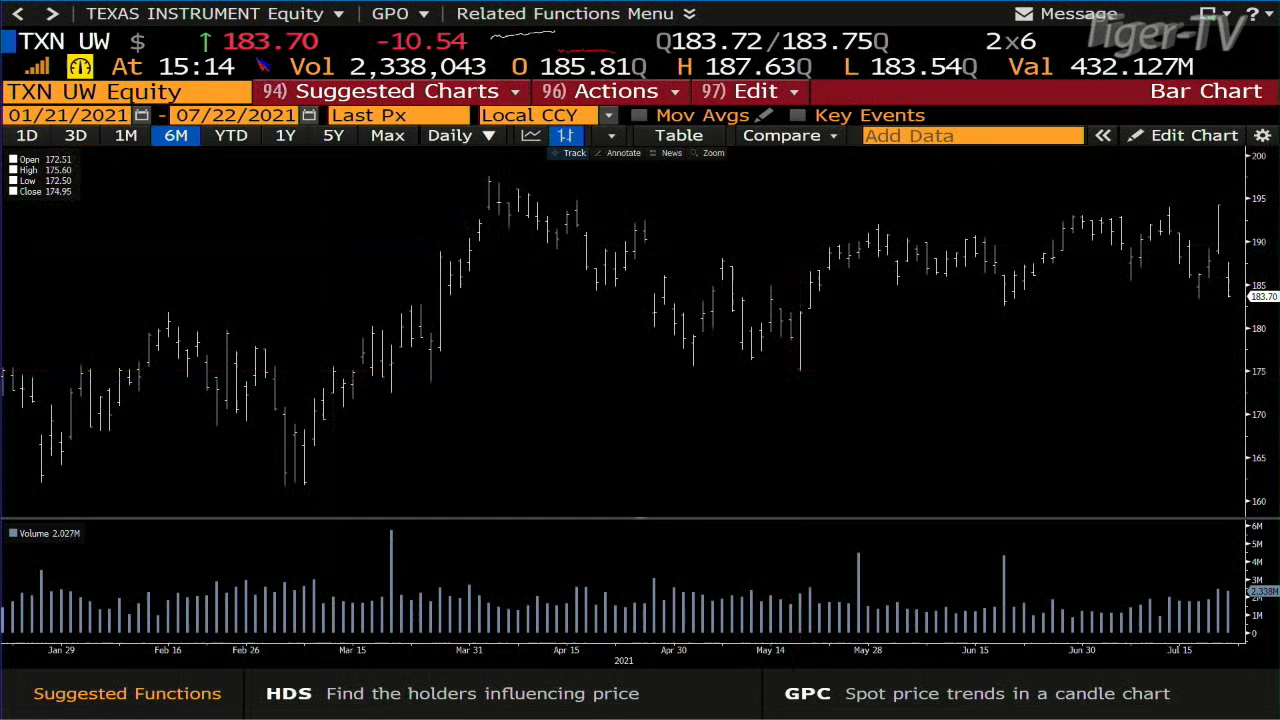 TEXAS INSTRUMENT Equity GPO Related Functions Menu Message ?
Tiger-TV
TXN UW $ 183.70 -10.54 Q183.72/183.75Q 2×6
At 15:14 Vol 2,338,043 O 185.81Q H 187.63Q L 183.54Q Val 432.127M
TXN UW Equity 94) Suggested Charts 96) Actions 97) Edit Bar Chart
01/21/2021 - 07/22/2021 Last Px Local CCY Mov Avgs Key Events
1D 3D 1M 6M YTD 1Y 5Y Max Daily Table Compare Add Data Edit Chart
Track Annotate News Zoom
Open 172.51
High 175.60
Low 172.50
Close 174.95
200
195
190
185
183.70
180
175
170
165
160
Volume 2.027M
6M
5M
4M
3M
2.338M
2M
1M
0
Jan 29 Feb 16 Feb 26 Mar 15 Mar 31 Apr 15 Apr 30 May 14 May 28 Jun 15 Jun 30 Jul 15
2021
Suggested Functions HDS Find the holders influencing price GPC Spot price trends in a candle chart